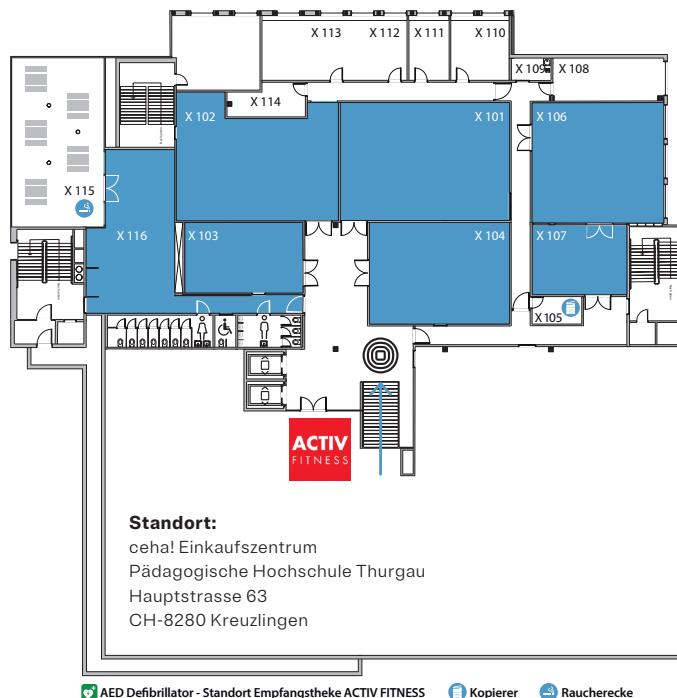 X 113
X 112
X 111
X 110
X 109
X 108
X 114
X 102
X 101
X 106
X 115
X 116
X 103
X 104
X 107
X 105
ACTIV
FITNESS
Standort:
ceha! Einkaufszentrum
Pädagogische Hochschule Thurgau
Hauptstrasse 63
CH-8280 Kreuzlingen
AED Defibrillator - Standort Empfangstheke ACTIV FITNESS
Kopierer
Raucherecke